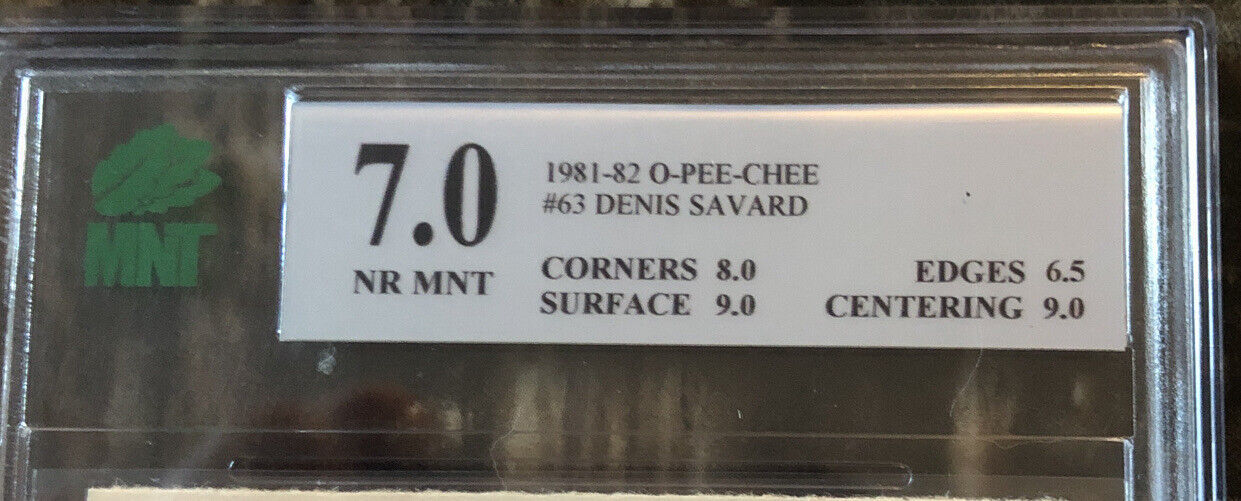 MNT
7.0
NR MNT
1981-82 O-PEE-CHEE
#63 DENIS SAVARD
CORNERS 8.0 EDGES 6.5
SURFACE 9.0 CENTERING 9.0